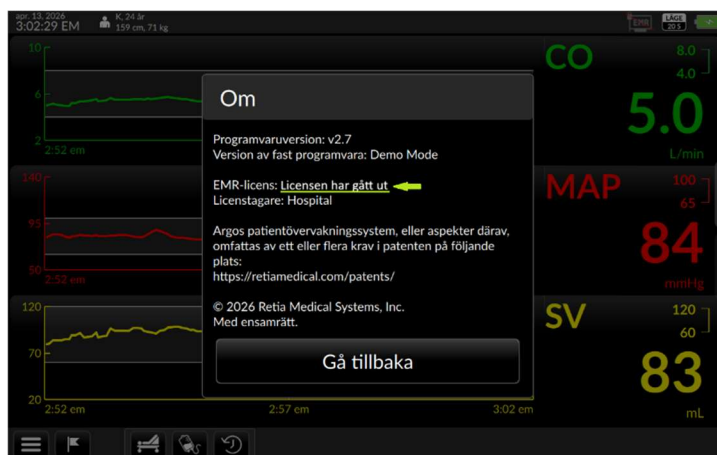 apr. 13, 2026
3:02:29 EM
K, 24 år
159 cm, 71 kg
EMR
LÄGE
20 S
10
6
2
2:52 em
CO
8.0
4.0
5.0
L/min
140
95
50
2:52 em
MAP
100
65
84
mmHg
120
70
20
2:52 em
2:57 em
3:02 em
SV
120
60
83
mL
Om
Programvaruversion: v2.7
Version av fast programvara: Demo Mode
EMR-licens: Licensen har gått ut
Licenstagare: Hospital
Argos patientövervakningssystem, eller aspekter därav,
omfattas av ett eller flera krav i patenten på följande
plats:
https://retiamedical.com/patents/
© 2026 Retia Medical Systems, Inc.
Med ensamrätt.
Gå tillbaka